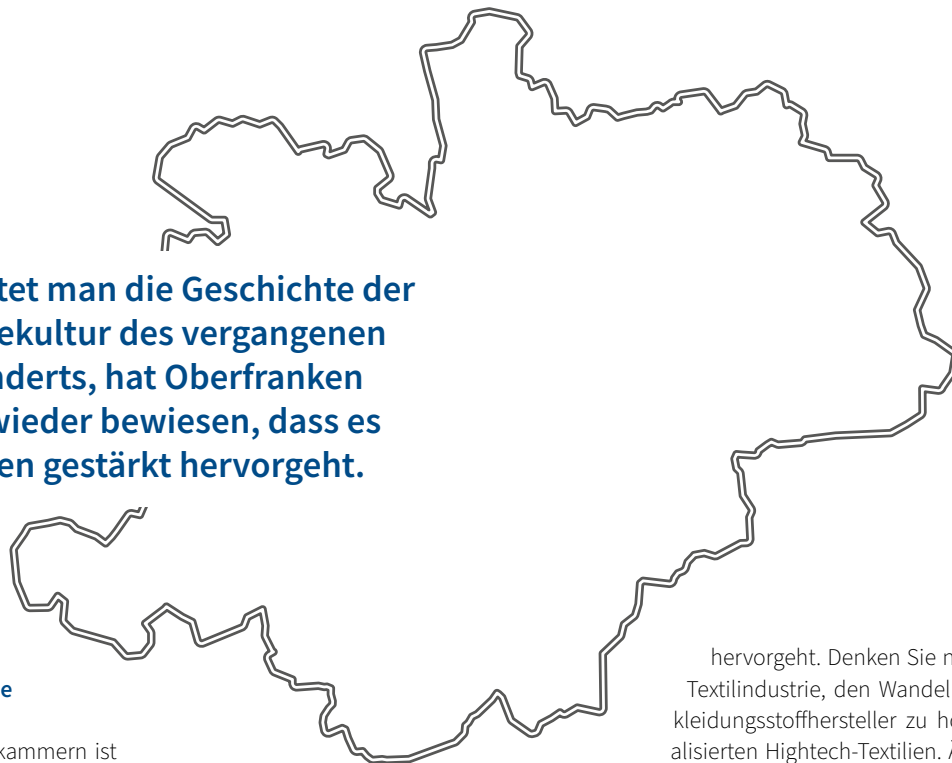 tet man die Geschichte der
ekultur des vergangenen
nderts, hat Oberfranken
wieder bewiesen, dass es
en gestärkt hervorgeht.
e
kammern ist
hervorgeht. Denken Sie n
Textilindustrie, den Wandel
kleidungsstoffhersteller zu h
alisierten Hightech-Textilien.